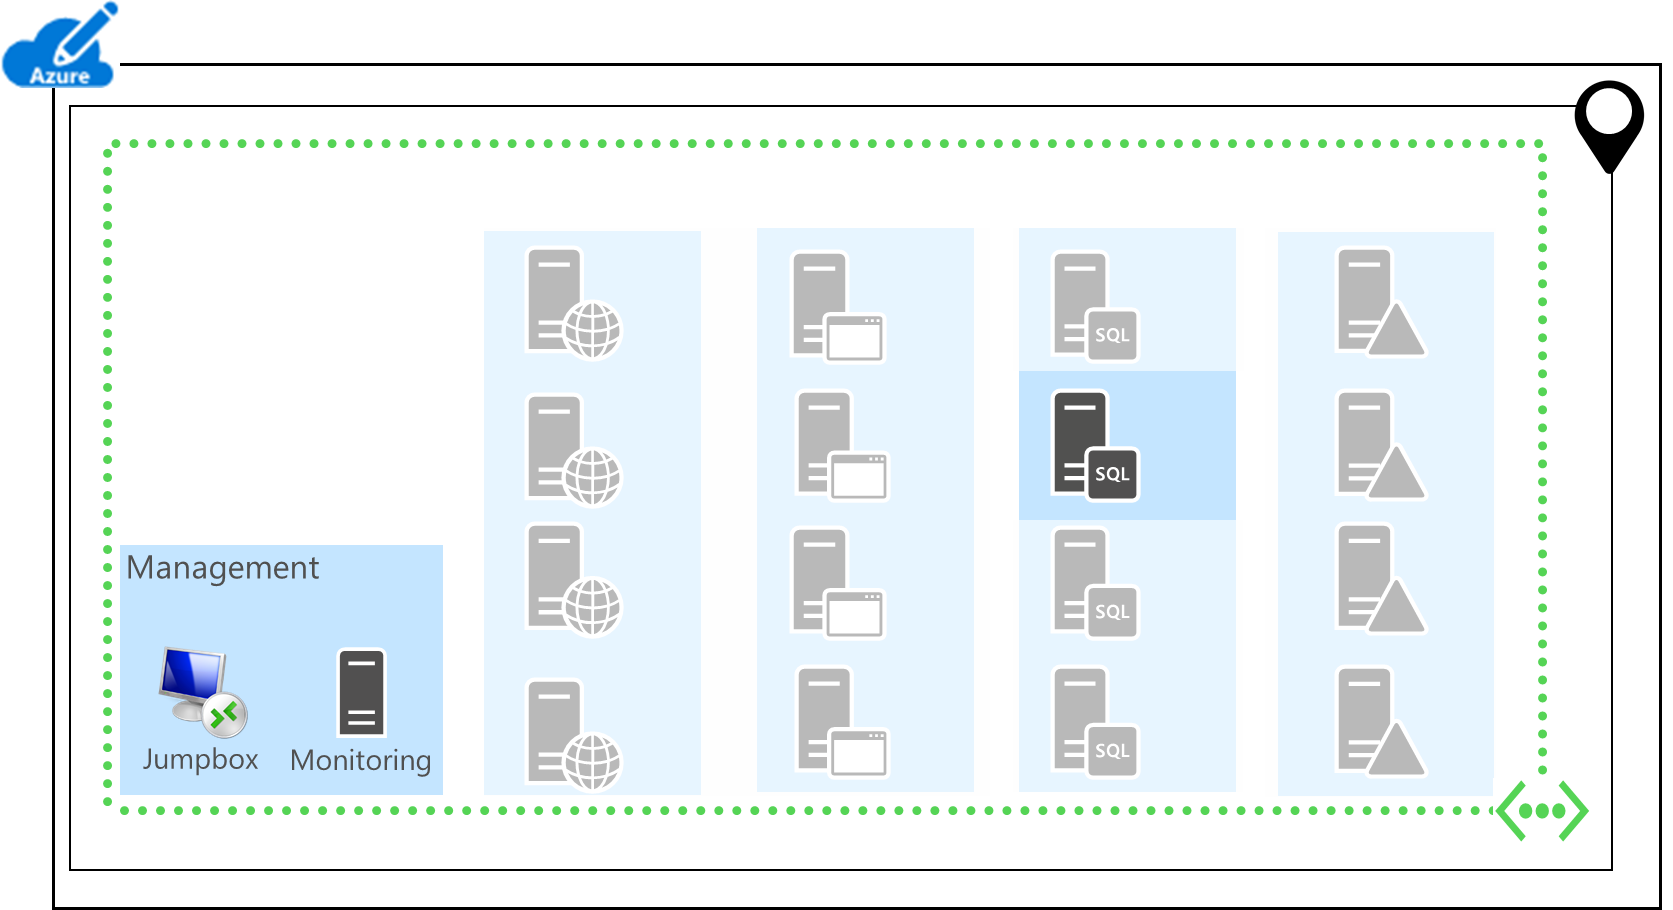 Azure
SQL
SQL
Management
SQL
Jumpbox
Monitoring
SQL